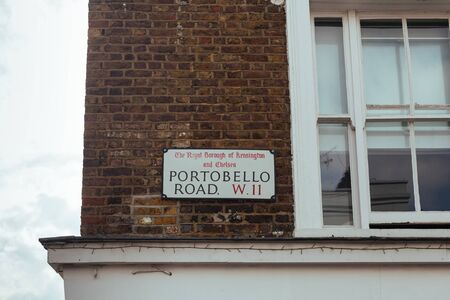 The Royal Borough of Kensington
and Chelsea
PORTOBELLO
ROAD, W.11